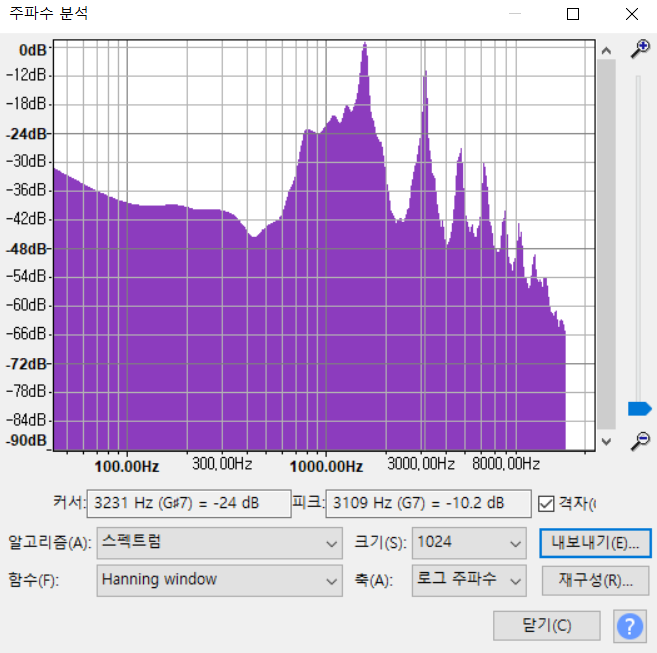 주파수 분석
0dB
-12dB
-18dB
-24dB
-30dB
-36dB
-42dB
-48dB
-54dB
-60dB
-66dB
-72dB
-78dB
-84dB
-90dB
100.00Hz 300.00Hz 1000.00Hz 3000.00Hz 8000.00Hz
커서: 3231 Hz (G♯7) = -24 dB 피크: 3109 Hz (G7) = -10.2 dB 격자(
알고리즘(A): 스펙트럼 크기(S): 1024 내보내기(E)...
함수(F): Hanning window 축(A): 로그 주파수 재구성(R)...
닫기(C) ?